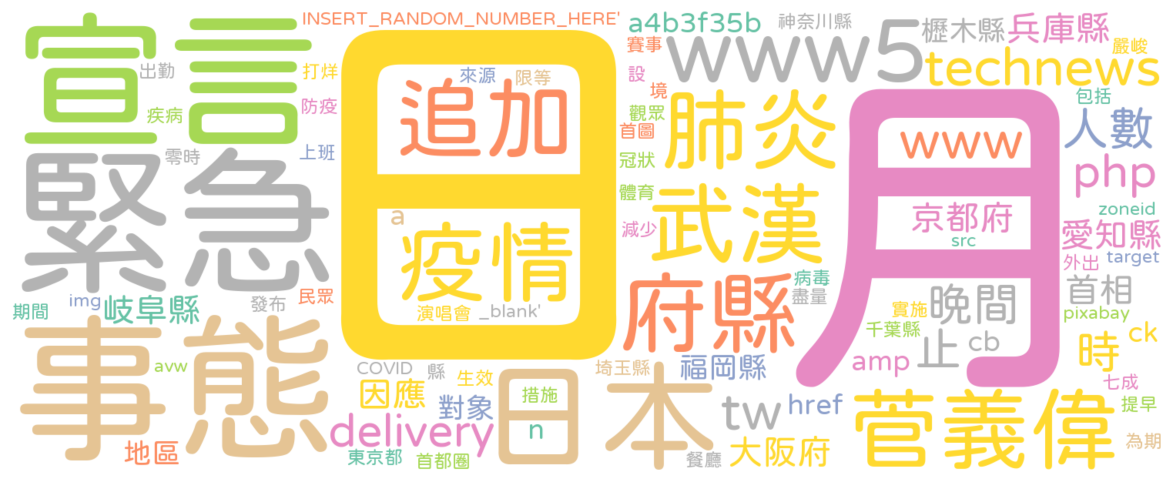 INSERT_RANDOM_NUMBER_HERE'
a4b3f35b
神奈川縣
櫪木縣
兵庫縣
宣言
出勤
打烊
疾病
防疫
零時
上班
緊急
日
來源
限等
追加
a
疫情
演唱會
_blank'
賽事
設
境
觀眾
首圖
冠狀
體育
減少
www5
technews
嚴峻
包括
肺炎
人數
月
www
php
武漢
京都府
src
zoneid
愛知縣
target
外出
病毒
盡量
府縣
首相
pixabay
晚間
實施
千葉縣
止
cb
時
ck
amp
七成
提早
期間
img
岐阜縣
發布
民眾
事態
avw
地區
COVID
縣
生效
因應
對象
delivery
東京都
首都圈
日本
措施
n
埼玉縣
福岡縣
tw
href
餐廳
大阪府
菅義偉
為期